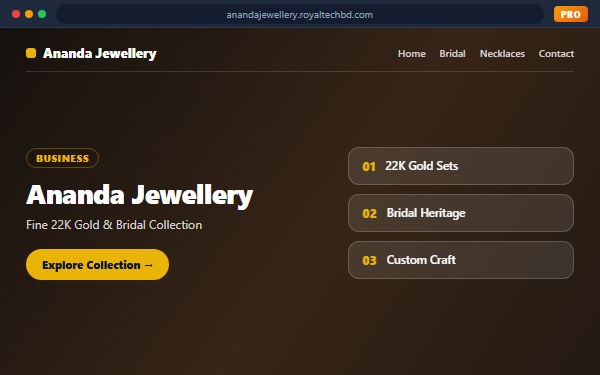 anandajewellery.royaltechbd.com
PRO
Ananda Jewellery
Home Bridal Necklaces Contact
BUSINESS
Ananda Jewellery
Fine 22K Gold & Bridal Collection
Explore Collection →
01 22K Gold Sets
02 Bridal Heritage
03 Custom Craft